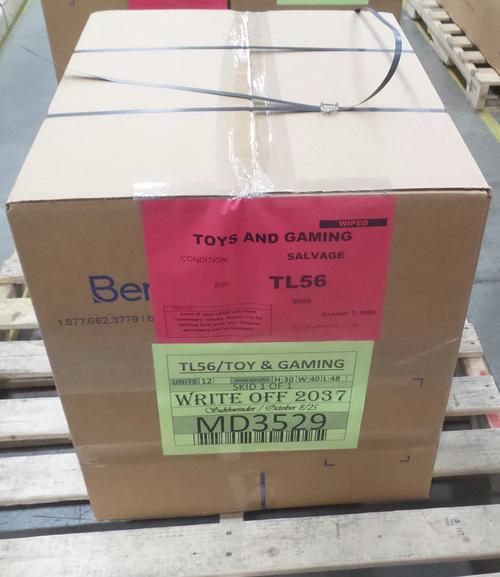 WIPED
TOYS AND GAMING
CONDITION SALVAGE
BIN TL56
October 7, 2025
Ber
1.877.662.3779 | b
TL56/TOY & GAMING
UNITS 12 DIMENSIONS H:30 W:40 L:48
SKID 1 OF 1
WRITE OFF 2037
Sukhwinder / October 8/25
MD3529